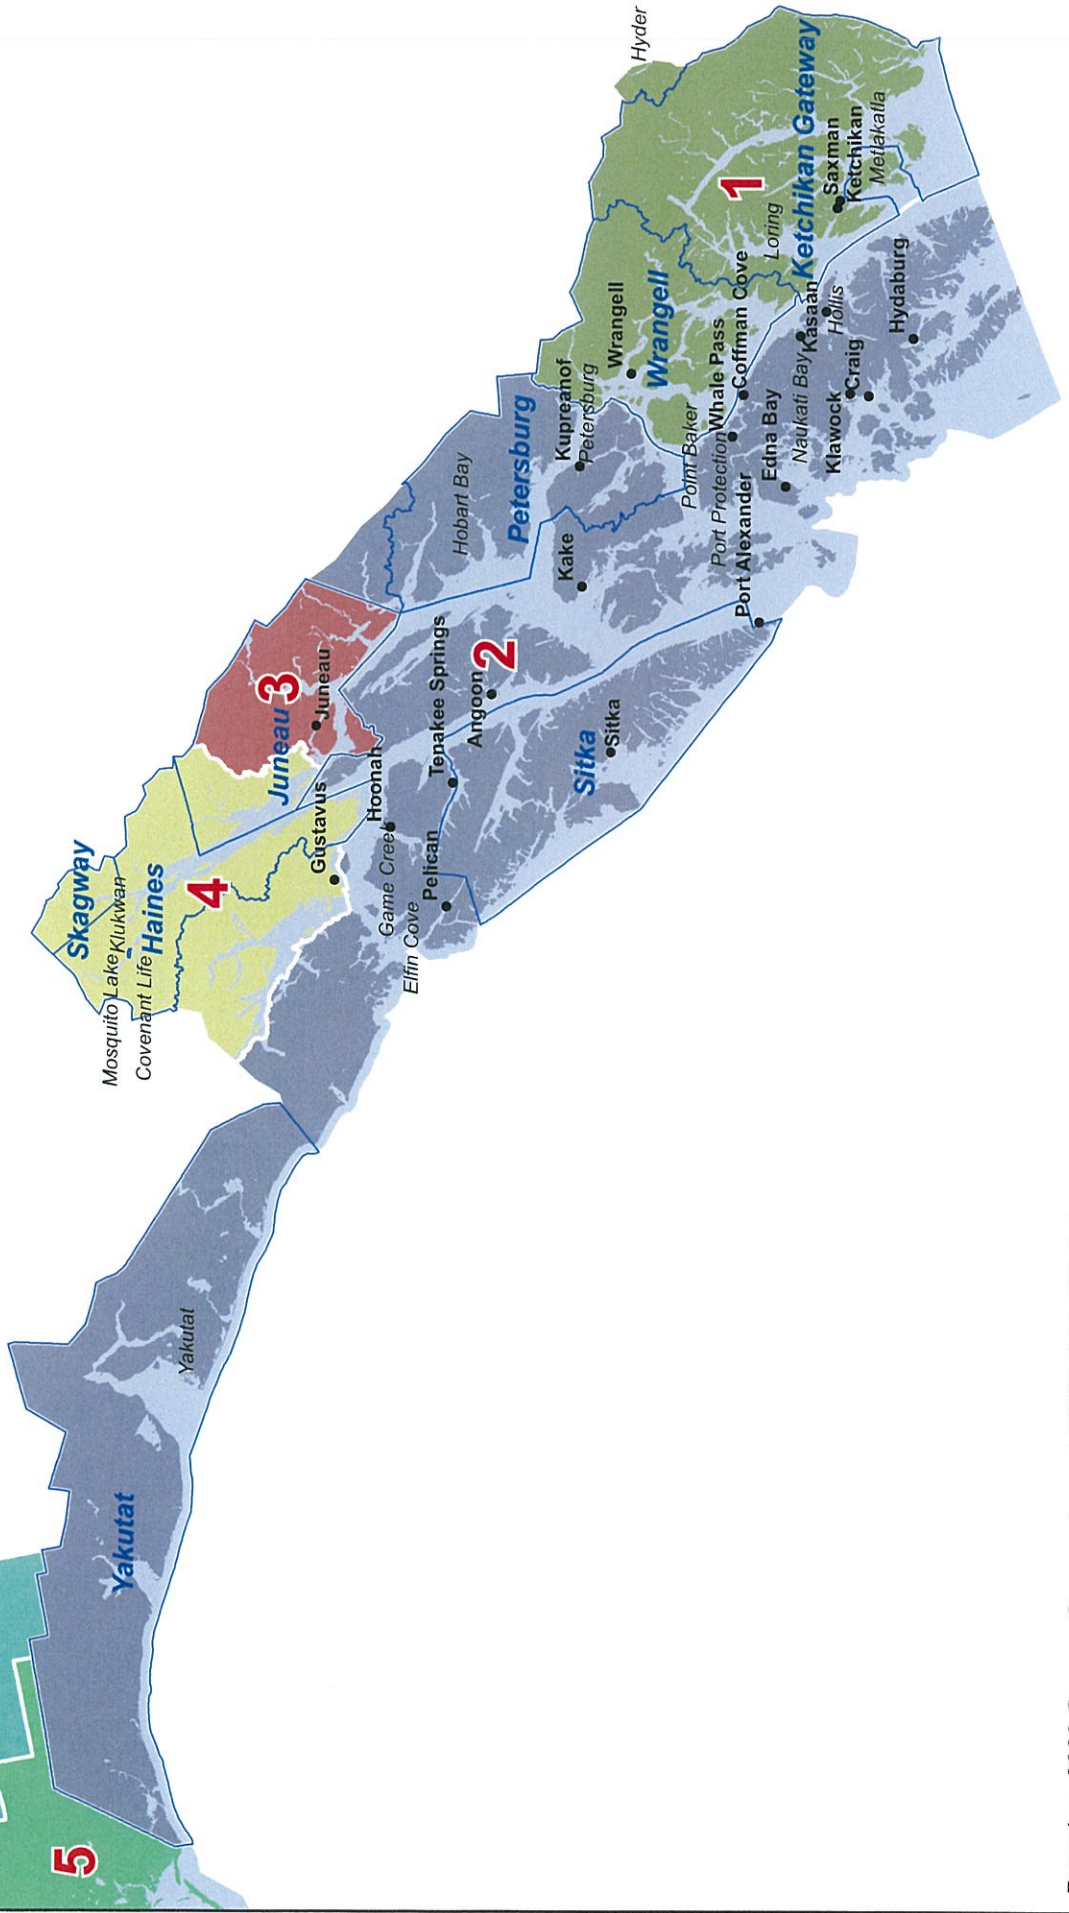 5
Yakutat
Yakutat
Skagway
Mosquito Lake
Klukwan
Covenant Life
Haines
4
Juneau
3
Juneau
Gustavus
Hoonah
Game Creek
Elfin Cove
Pelican
Tenakee Springs
Angoon
2
Sitka
Sitka
Hobart Bay
Petersburg
Kake
Kupreanof
Petersburg
Wrangell
Wrangell
Point Baker
Port Protection
Whale Pass
Coffman Cove
Port Alexander
Edna Bay
Naukati Bay
Kasaan
Hollis
Klawock
Craig
Hydaburg
Hyder
1
Loring
Ketchikan Gateway
Saxman
Ketchikan
Metlakatla